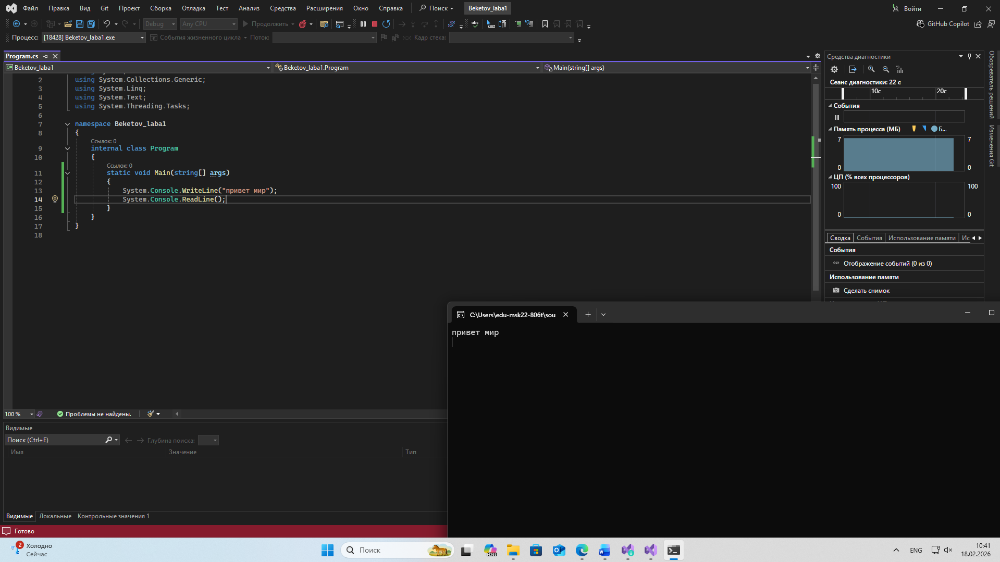 Файл Правка Вид Git Проект Сборка Отладка Тест Анализ Средства Расширения Окно Справка Поиск Beketov_laba1 Войти
Debug Any CPU Продолжить abc GitHub Copilot
Процесс: [18428] Beketov_laba1.exe События жизненного цикла Поток: Кадр стека:
Program.cs
C# Beketov_laba1 Beketov_laba1.Program Main(string[] args)
2 using System.Collections.Generic;
3 using System.Linq;
4 using System.Text;
5 using System.Threading.Tasks;
6
7 namespace Beketov_laba1
8 {
Ссылок: 0
9 internal class Program
10 {
Ссылок: 0
11 static void Main(string[] args)
12 {
13 System.Console.WriteLine("привет мир");
14 System.Console.ReadLine();
15 }
16 }
17 }
18
100 % Проблемы не найдены.
Видимые
Поиск (Ctrl+E) Глубина поиска:
Имя Значение Тип
Видимые Локальные Контрольные значения 1
Готово
Средства диагностики
Сеанс диагностики: 22 с
10с 20с
События
Память процесса (МБ) Б...
7 7
0 0
ЦП (% всех процессоров)
100 100
0 0
Сводка События Использование памяти Ис
События
Отображение событий (0 из 0)
Использование памяти
Сделать снимок
Обозреватель решений
Изменения Git
C:\Users\edu-msk22-806t\sou
привет мир
2 Холодно
Сейчас
Поиск
M365
ENG
10:41
18.02.2026